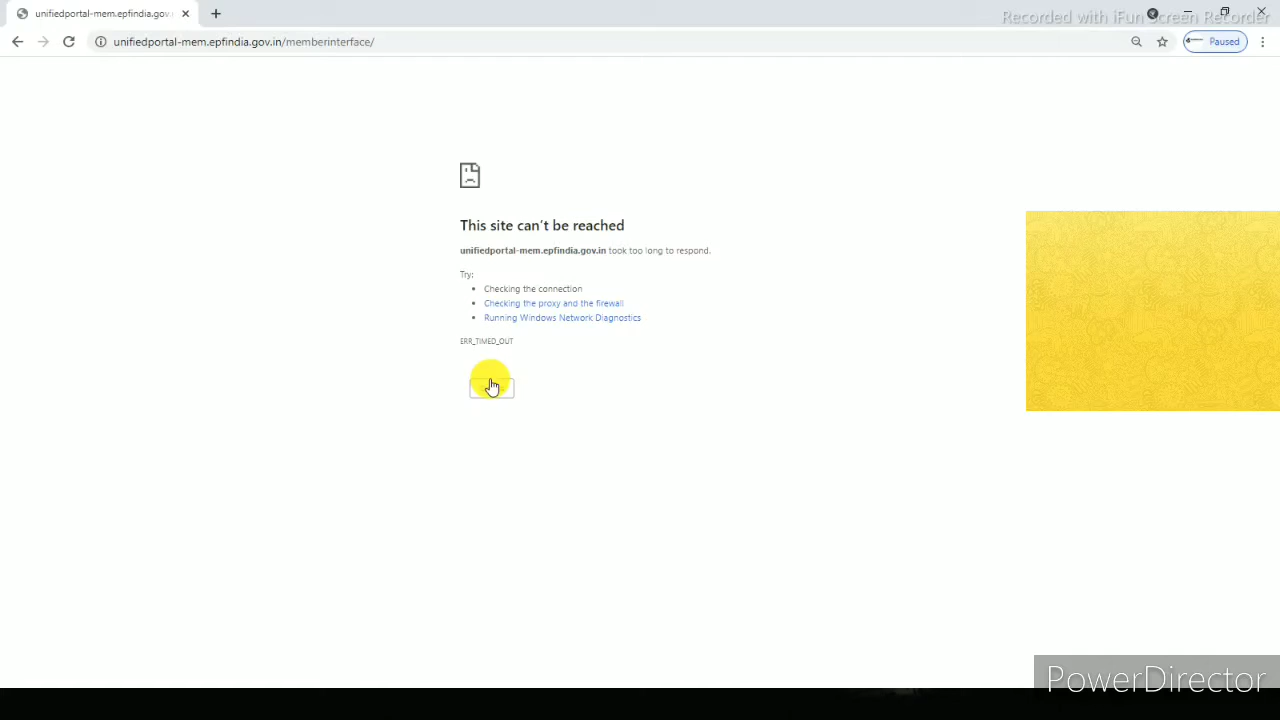 unifiedportal-mem.epfindia.gov.
Recorded with iFun Screen Recorder
unifiedportal-mem.epfindia.gov.in/memberinterface/
Paused
This site can't be reached
unifiedportal-mem.epfindia.gov.in took too long to respond.
Try:
• Checking the connection
• Checking the proxy and the firewall
• Running Windows Network Diagnostics
ERR_TIMED_OUT
PowerDirector